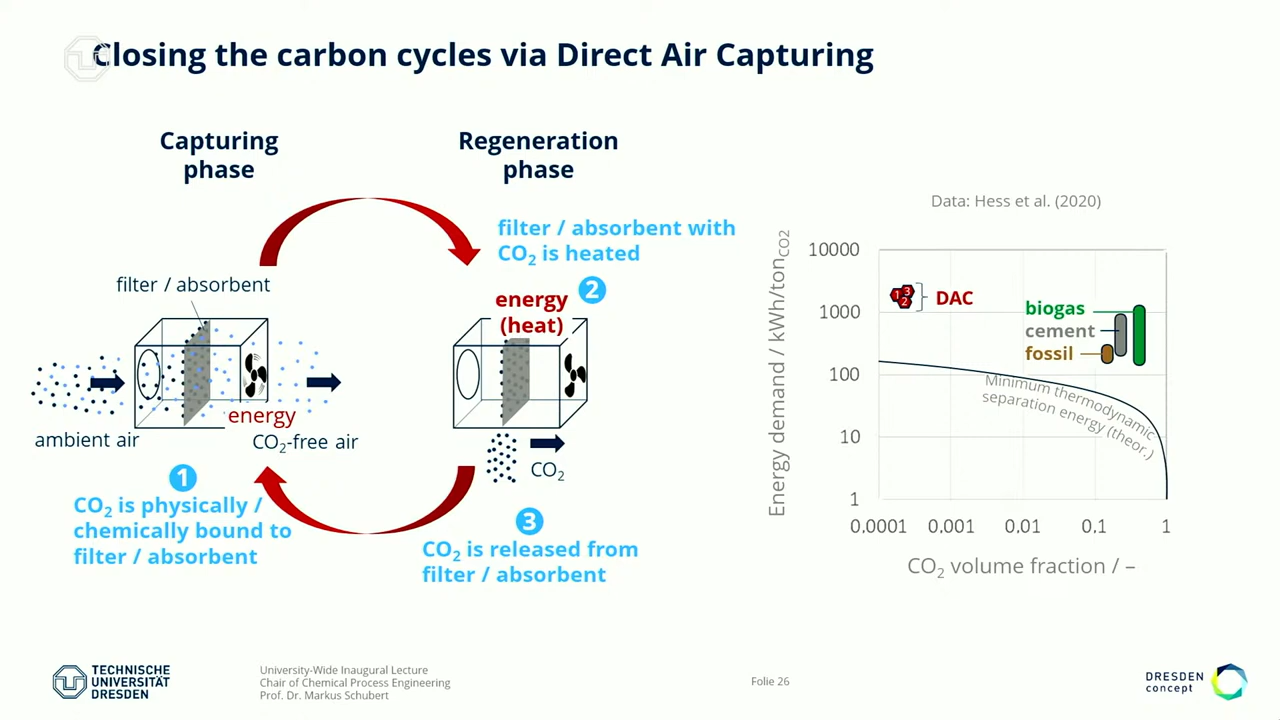 Closing the carbon cycles via Direct Air Capturing
Capturing
phase
Regeneration
phase
filter / absorbent with
CO2 is heated
2
filter / absorbent
energy
(heat)
ambient air
energy
CO2-free air
CO2
1
CO2 is physically /
chemically bound to
filter / absorbent
3
CO2 is released from
filter / absorbent
Data: Hess et al. (2020)
Energy demand / kWh/tonCO2
10000
1000
100
10
1
1
3
2
DAC
biogas
cement
fossil
Minimum thermodynamic
separation energy (theor.)
0,0001
0,001
0,01
0,1
1
CO2 volume fraction / –
TECHNISCHE
UNIVERSITÄT
DRESDEN
University-Wide Inaugural Lecture
Chair of Chemical Process Engineering
Prof. Dr. Markus Schubert
Folie 26
DRESDEN
concept